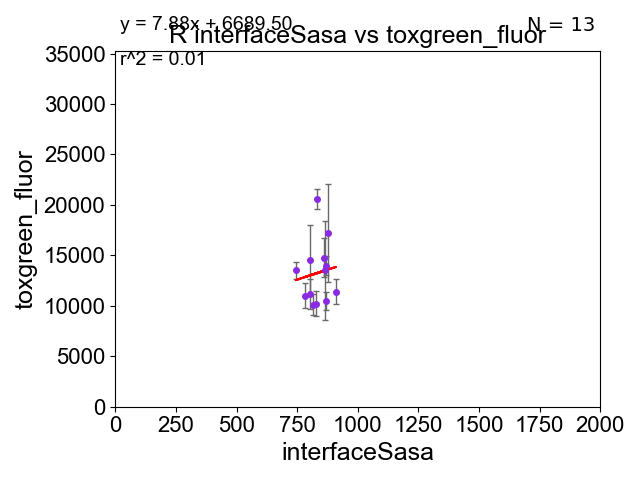 y = 7.88x + 6689.50
N = 13
R interfaceSasa vs toxgreen_fluor
r^2 = 0.01
35000
30000
25000
20000
15000
10000
5000
0
toxgreen_fluor
0 250 500 750 1000 1250 1500 1750 2000
interfaceSasa